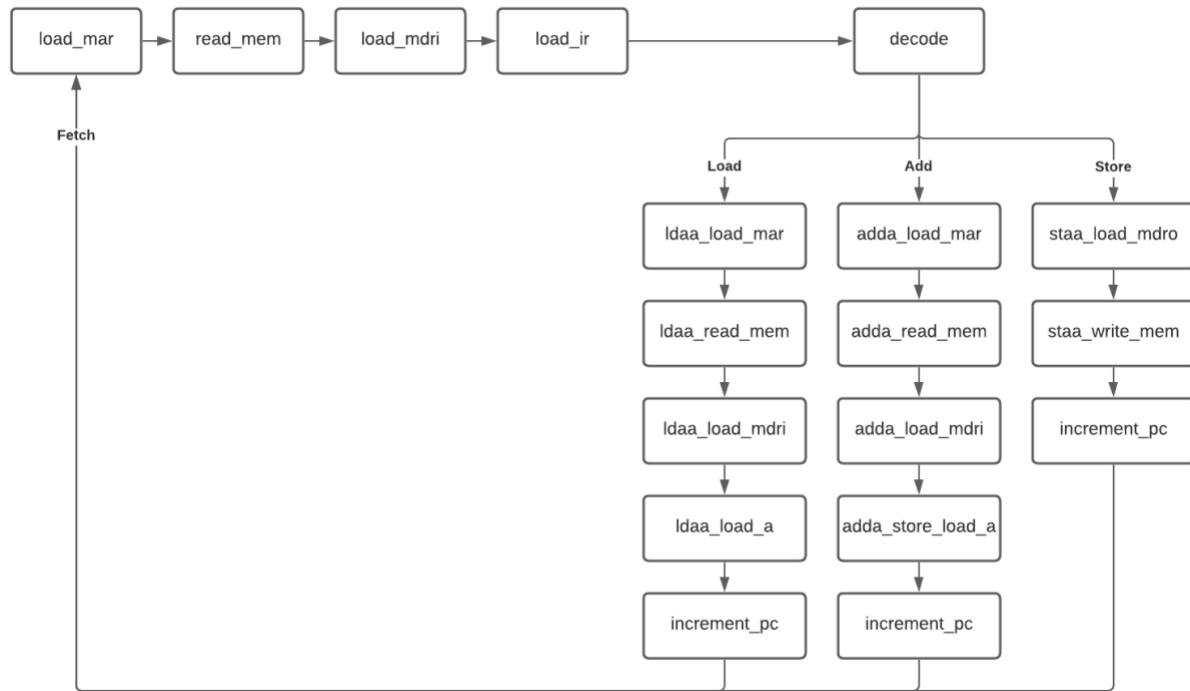 load_mar
read_mem
load_mdri
load_ir
decode
Fetch
Load
Add
Store
ldaa_load_mar
adda_load_mar
staa_load_mdro
ldaa_read_mem
adda_read_mem
staa_write_mem
ldaa_load_mdri
adda_load_mdri
increment_pc
ldaa_load_a
adda_store_load_a
increment_pc
increment_pc